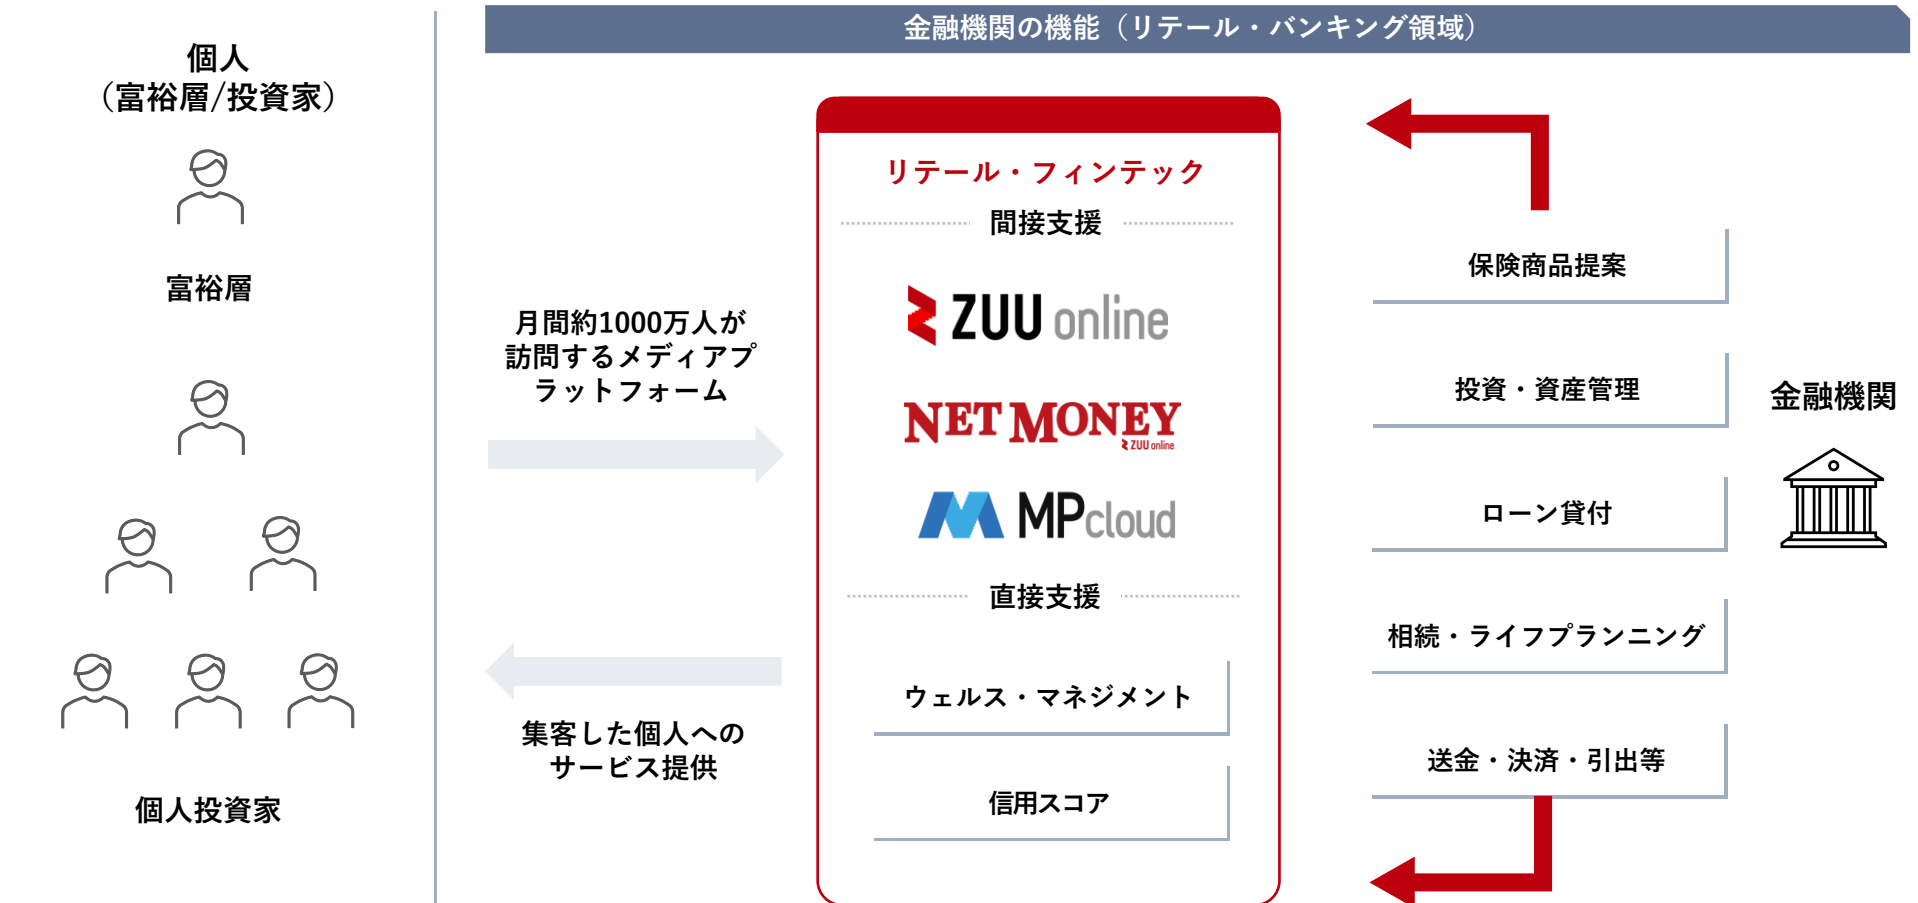 金融機関の機能（リテール・バンキング領域）
個人
（富裕層/投資家）
富裕層
個人投資家
月間約1000万人が
訪問するメディアプ
ラットフォーム
集客した個人への
サービス提供
リテール・フィンテック
間接支援
ZUU online
NET MONEY
ZUU online
MPcloud
直接支援
ウェルス・マネジメント
信用スコア
保険商品提案
投資・資産管理
ローン貸付
相続・ライフプランニング
送金・決済・引出等
金融機関